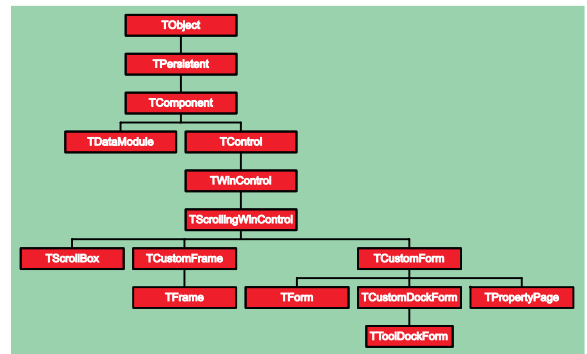 TObject
TPersistent
TComponent
TDataModule
TControl
TWinControl
TScrollingWinControl
TScrollBox
TCustomFrame
TCustomForm
TFrame
TForm
TCustomDockForm
TPropertyPage
TToolDockForm